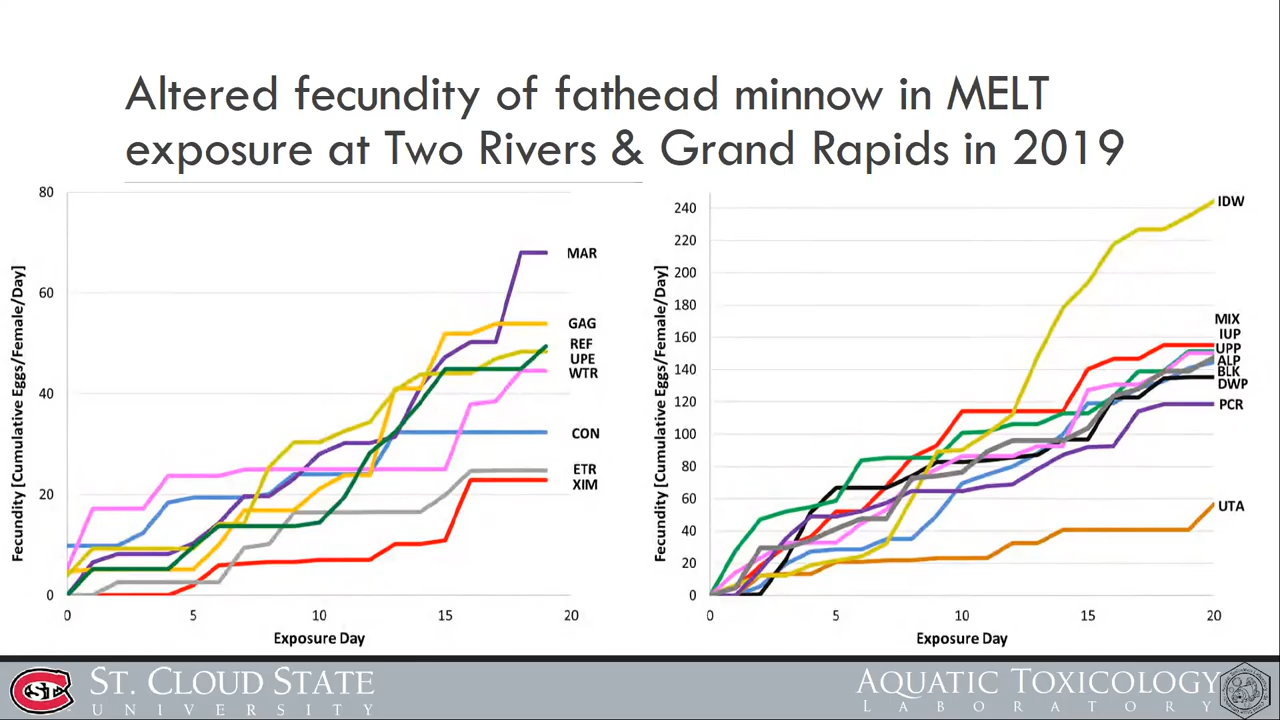 Altered fecundity of fathead minnow in MELT
exposure at Two Rivers & Grand Rapids in 2019
Fecundity [Cumulative Eggs/Female/Day]
80
60
40
20
0
0
5
10
15
20
Exposure Day
MAR
GAG
REF
UPE
WTR
CON
ETR
XIM
Fecundity [Cumulative Eggs/Female/Day]
240
220
200
180
160
140
120
100
80
60
40
20
0
0
5
10
15
20
Exposure Day
IDW
MIX
IUP
UPP
ALP
BLK
DWP
PCR
UTA
ST. CLOUD STATE
UNIVERSITY
AQUATIC TOXICOLOGY
LABORATORY